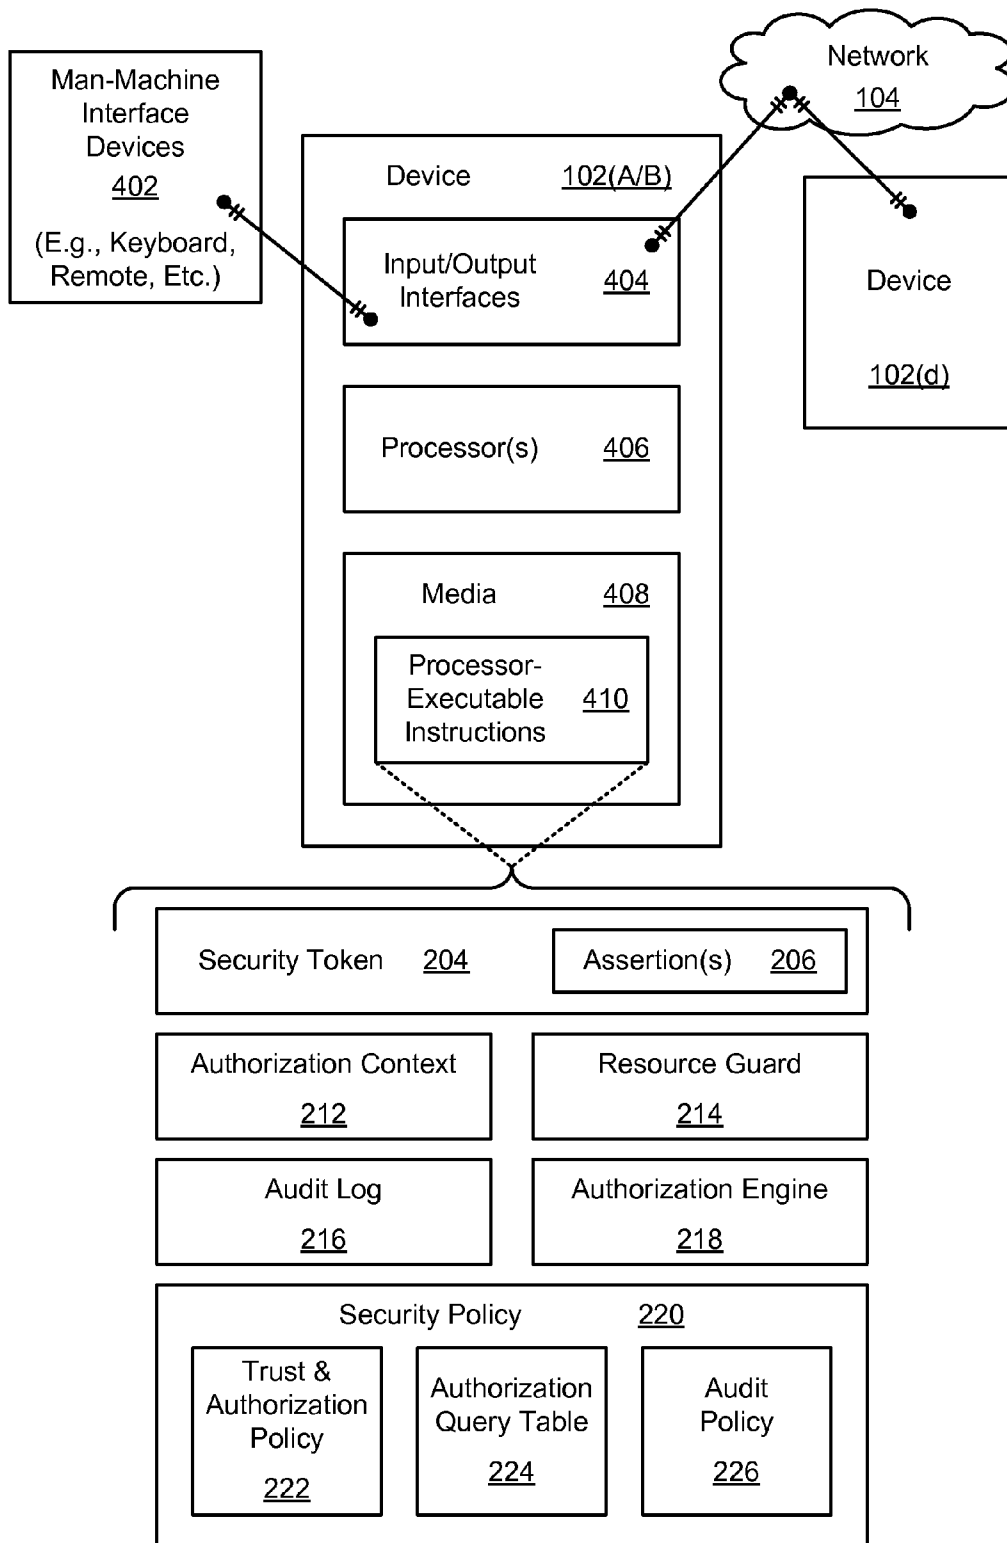 Man-Machine
Interface
Devices
402
(E.g., Keyboard,
Remote, Etc.)
Network
104
Device 102(A/B)
Input/Output
Interfaces
404
Device
102(d)
Processor(s) 406
Media 408
Processor-
Executable
Instructions
410
Security Token 204
Assertion(s) 206
Authorization Context
212
Resource Guard
214
Audit Log
216
Authorization Engine
218
Security Policy 220
Trust &
Authorization
Policy
222
Authorization
Query Table
224
Audit
Policy
226